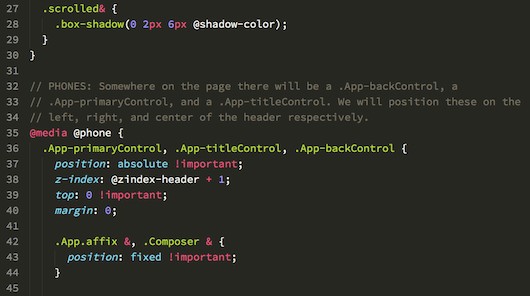 27 .scrolled& {
28 .box-shadow(0 2px 6px @shadow-color);
29 }
30 }
31
32 // PHONES: Somewhere on the page there will be a .App-backControl, a
33 // .App-primaryControl, and a .App-titleControl. We will position these on the
34 // left, right, and center of the header respectively.
35 @media @phone {
36 .App-primaryControl, .App-titleControl, .App-backControl {
37 position: absolute !important;
38 z-index: @zindex-header + 1;
39 top: 0 !important;
40 margin: 0;
41
42 .App.affix &, .Composer & {
43 position: fixed !important;
44 }
45